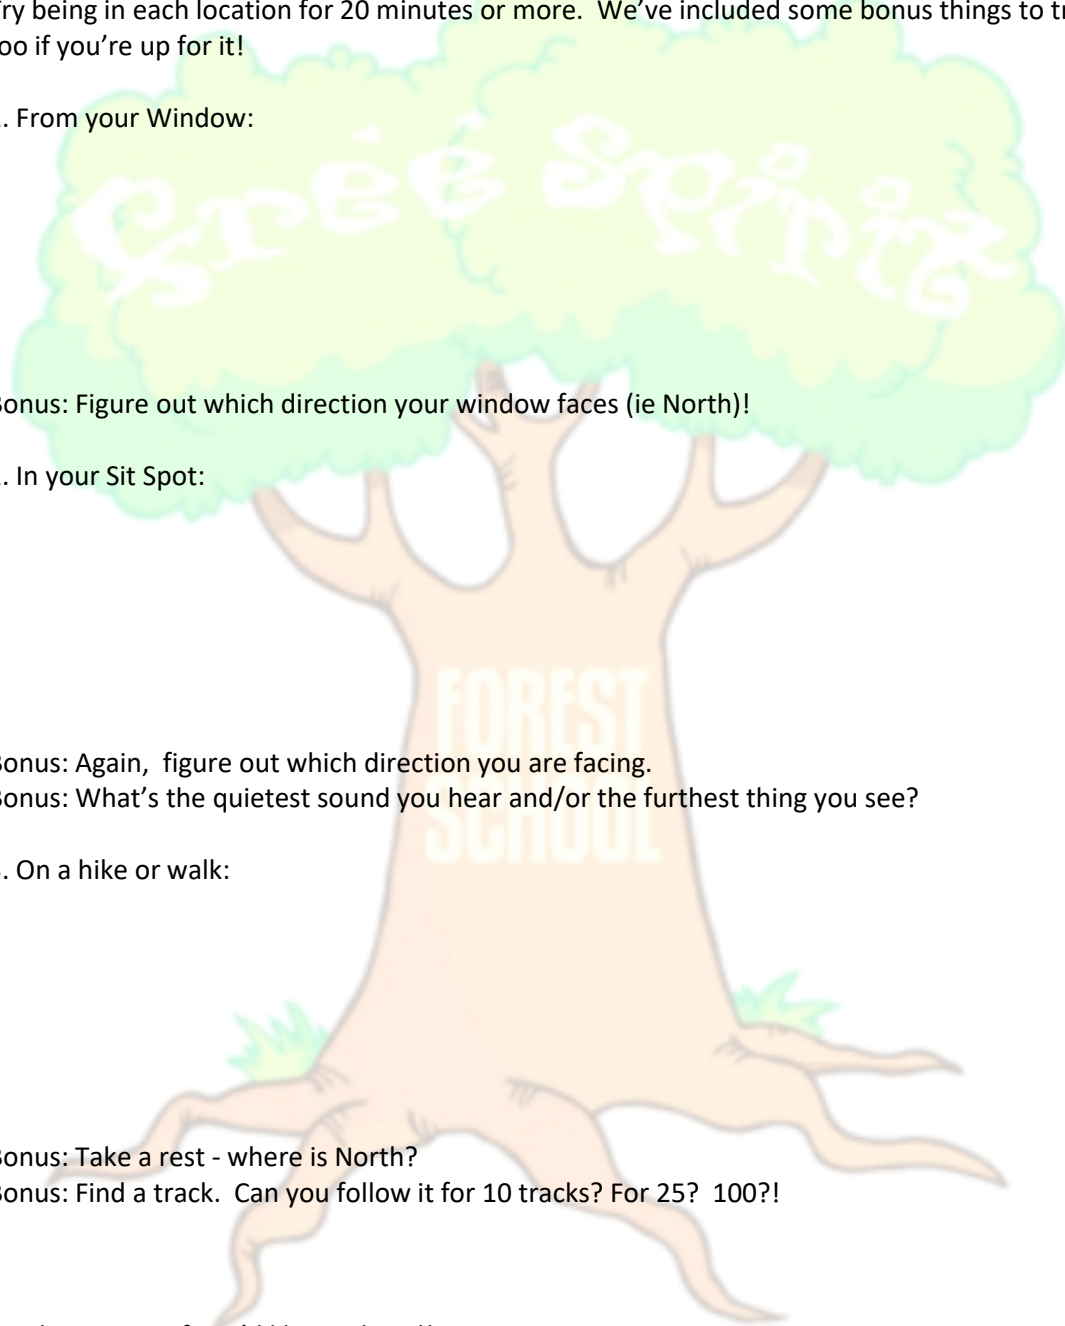 ry being in each location for 20 minutes or more.  We've included some bonus things to tr
oo if you're up for it!
. From your Window:
Free Spirit
onus: Figure out which direction your window faces (ie North)!
. In your Sit Spot:
FOREST
SCHOOL
onus: Again,  figure out which direction you are facing.
onus: What's the quietest sound you hear and/or the furthest thing you see?
. On a hike or walk:
onus: Take a rest - where is North?
onus: Find a track.  Can you follow it for 10 tracks? For 25?  100?!